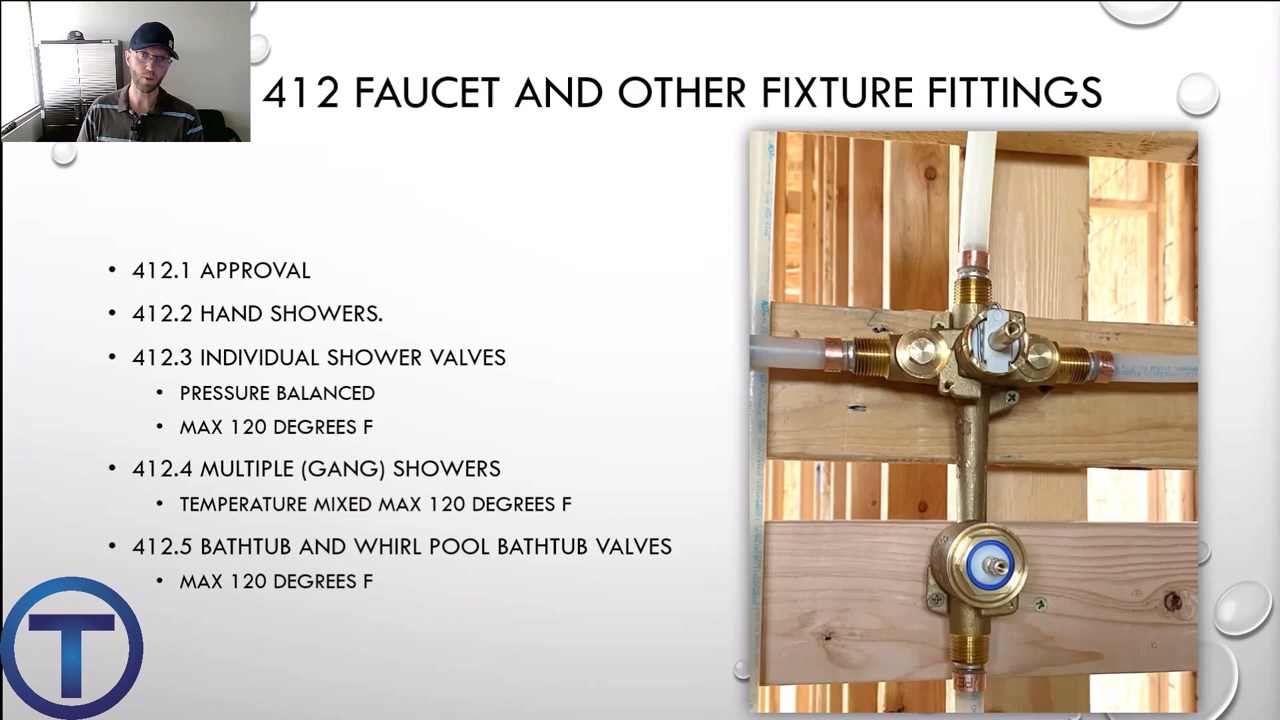 412 FAUCET AND OTHER FIXTURE FITTINGS
• 412.1 APPROVAL
• 412.2 HAND SHOWERS.
• 412.3 INDIVIDUAL SHOWER VALVES
• PRESSURE BALANCED
• MAX 120 DEGREES F
• 412.4 MULTIPLE (GANG) SHOWERS
• TEMPERATURE MIXED MAX 120 DEGREES F
• 412.5 BATHTUB AND WHIRL POOL BATHTUB VALVES
• MAX 120 DEGREES F
T